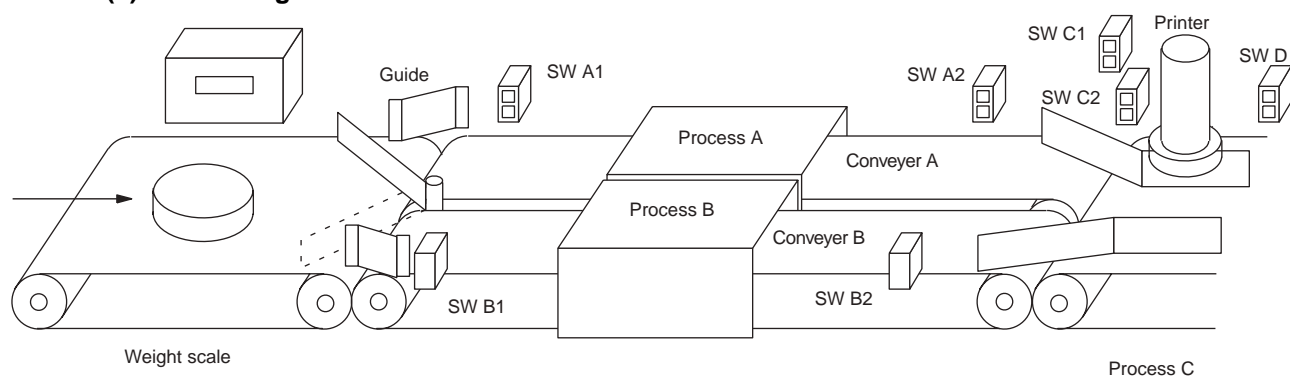 SW C1
Printer
Guide
SW A1
SW A2
SW C2
SW D
Process A
Conveyer A
Process B
Conveyer B
SW B1
SW B2
Weight scale
Process C